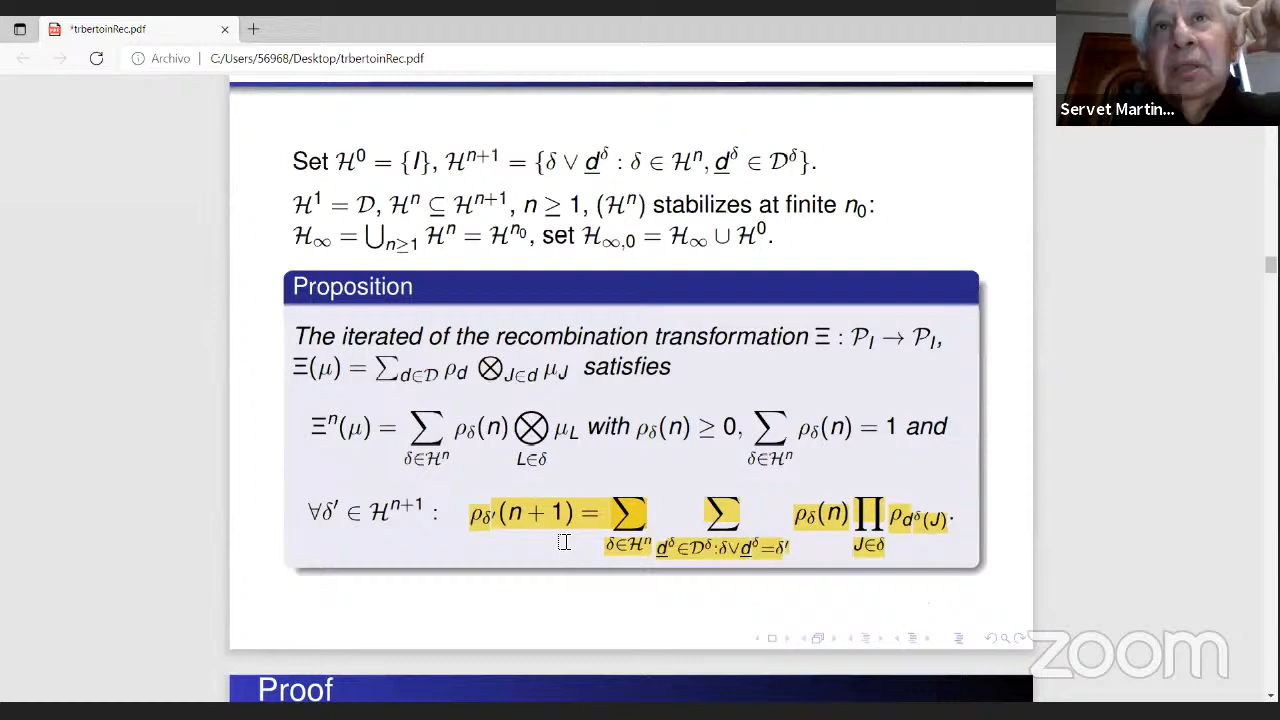 *trbertoinRec.pdf
Archivo | C:/Users/56968/Desktop/trbertoinRec.pdf
Servet Martin...
Set ℋ⁰ = {I}, ℋⁿ⁺¹ = {δ ∨ d̲^δ : δ ∈ ℋⁿ, d̲^δ ∈ 𝒟^δ}.
ℋ¹ = 𝒟, ℋⁿ ⊆ ℋⁿ⁺¹, n ≥ 1, (ℋⁿ) stabilizes at finite n₀:
ℋ_∞ = ⋃_{n≥1} ℋⁿ = ℋ^{n₀}, set ℋ_{∞,0} = ℋ_∞ ∪ ℋ⁰.
Proposition
The iterated of the recombination transformation Ξ : 𝒫_I → 𝒫_I,
Ξ(μ) = ∑_{d∈𝒟} ρ_d ⨂_{J∈d} μ_J satisfies
Ξⁿ(μ) = ∑_{δ∈ℋⁿ} ρ_δ(n) ⨂_{L∈δ} μ_L with ρ_δ(n) ≥ 0, ∑_{δ∈ℋⁿ} ρ_δ(n) = 1 and
∀δ′ ∈ ℋⁿ⁺¹ : ρ_{δ′}(n + 1) = ∑_{δ∈ℋⁿ} ∑_{d̲^δ∈𝒟^δ:δ∨d̲^δ=δ′} ρ_δ(n) ∏_{J∈δ} ρ_{d^δ(J)}.
zoom
Proof